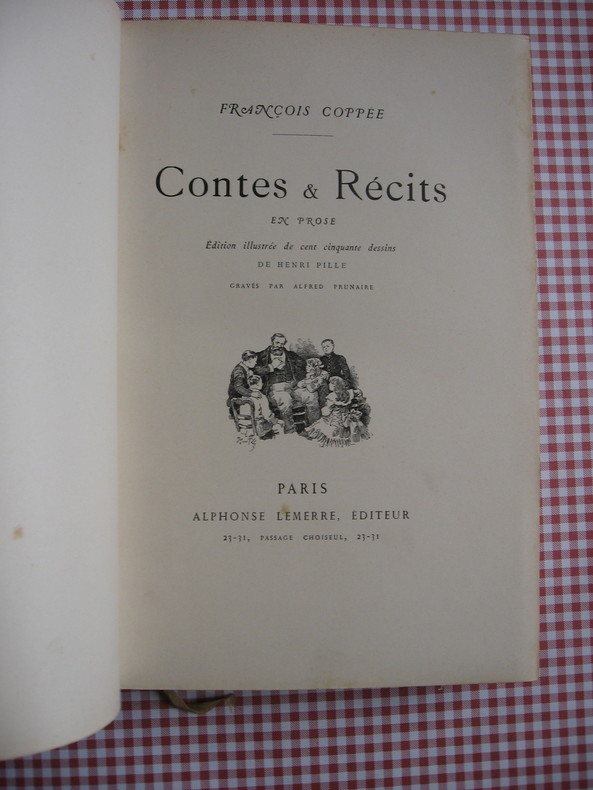 FRANÇOIS COPPÉE
Contes & Récits
EN PROSE
Édition illustrée de cent cinquante dessins
DE HENRI PILLE
GRAVÉS PAR ALFRED PRUNAIRE
PARIS
ALPHONSE LEMERRE, ÉDITEUR
23-31, PASSAGE CHOISEUL, 23-31